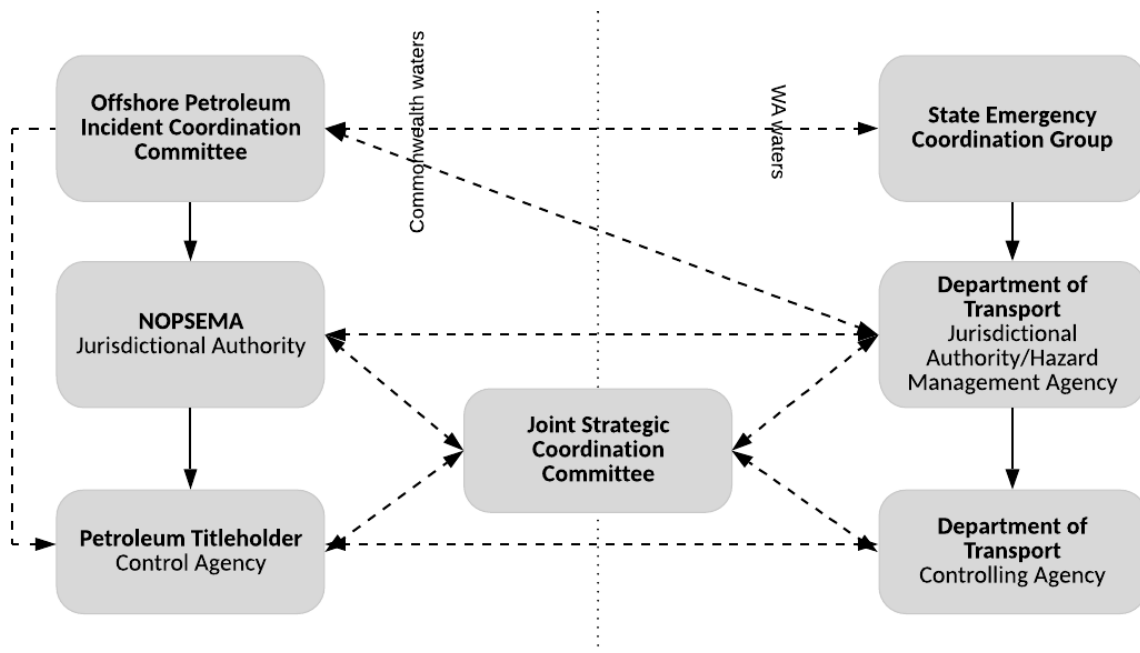 Commonwealth waters
WA waters
Offshore Petroleum
Incident Coordination
Committee
State Emergency
Coordination Group
NOPSEMA
Jurisdictional Authority
Department of
Transport
Jurisdictional
Authority/Hazard
Management Agency
Joint Strategic
Coordination
Committee
Petroleum Titleholder
Control Agency
Department of
Transport
Controlling Agency